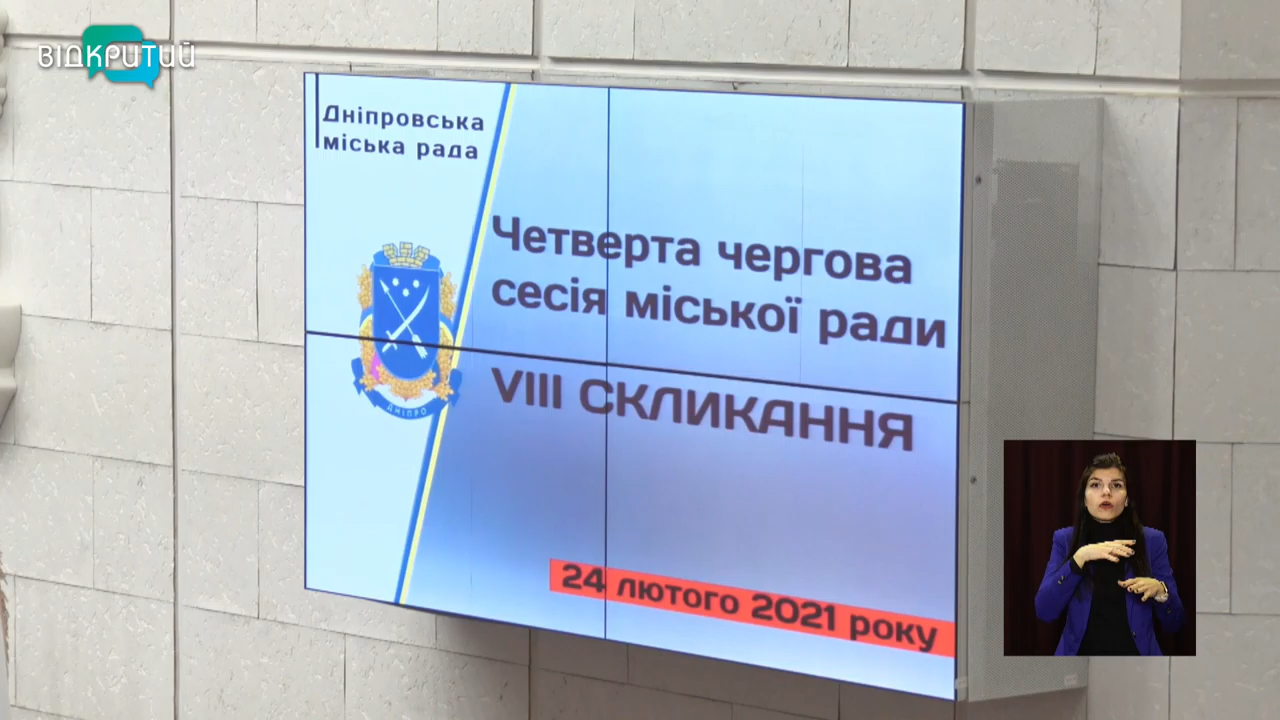 ВІДКРИТИЙ
Дніпровська
міська рада
Четверта чергова
сесія міської ради
VIII СКЛИКАННЯ
ДНІПРО
24 лютого 2021 року